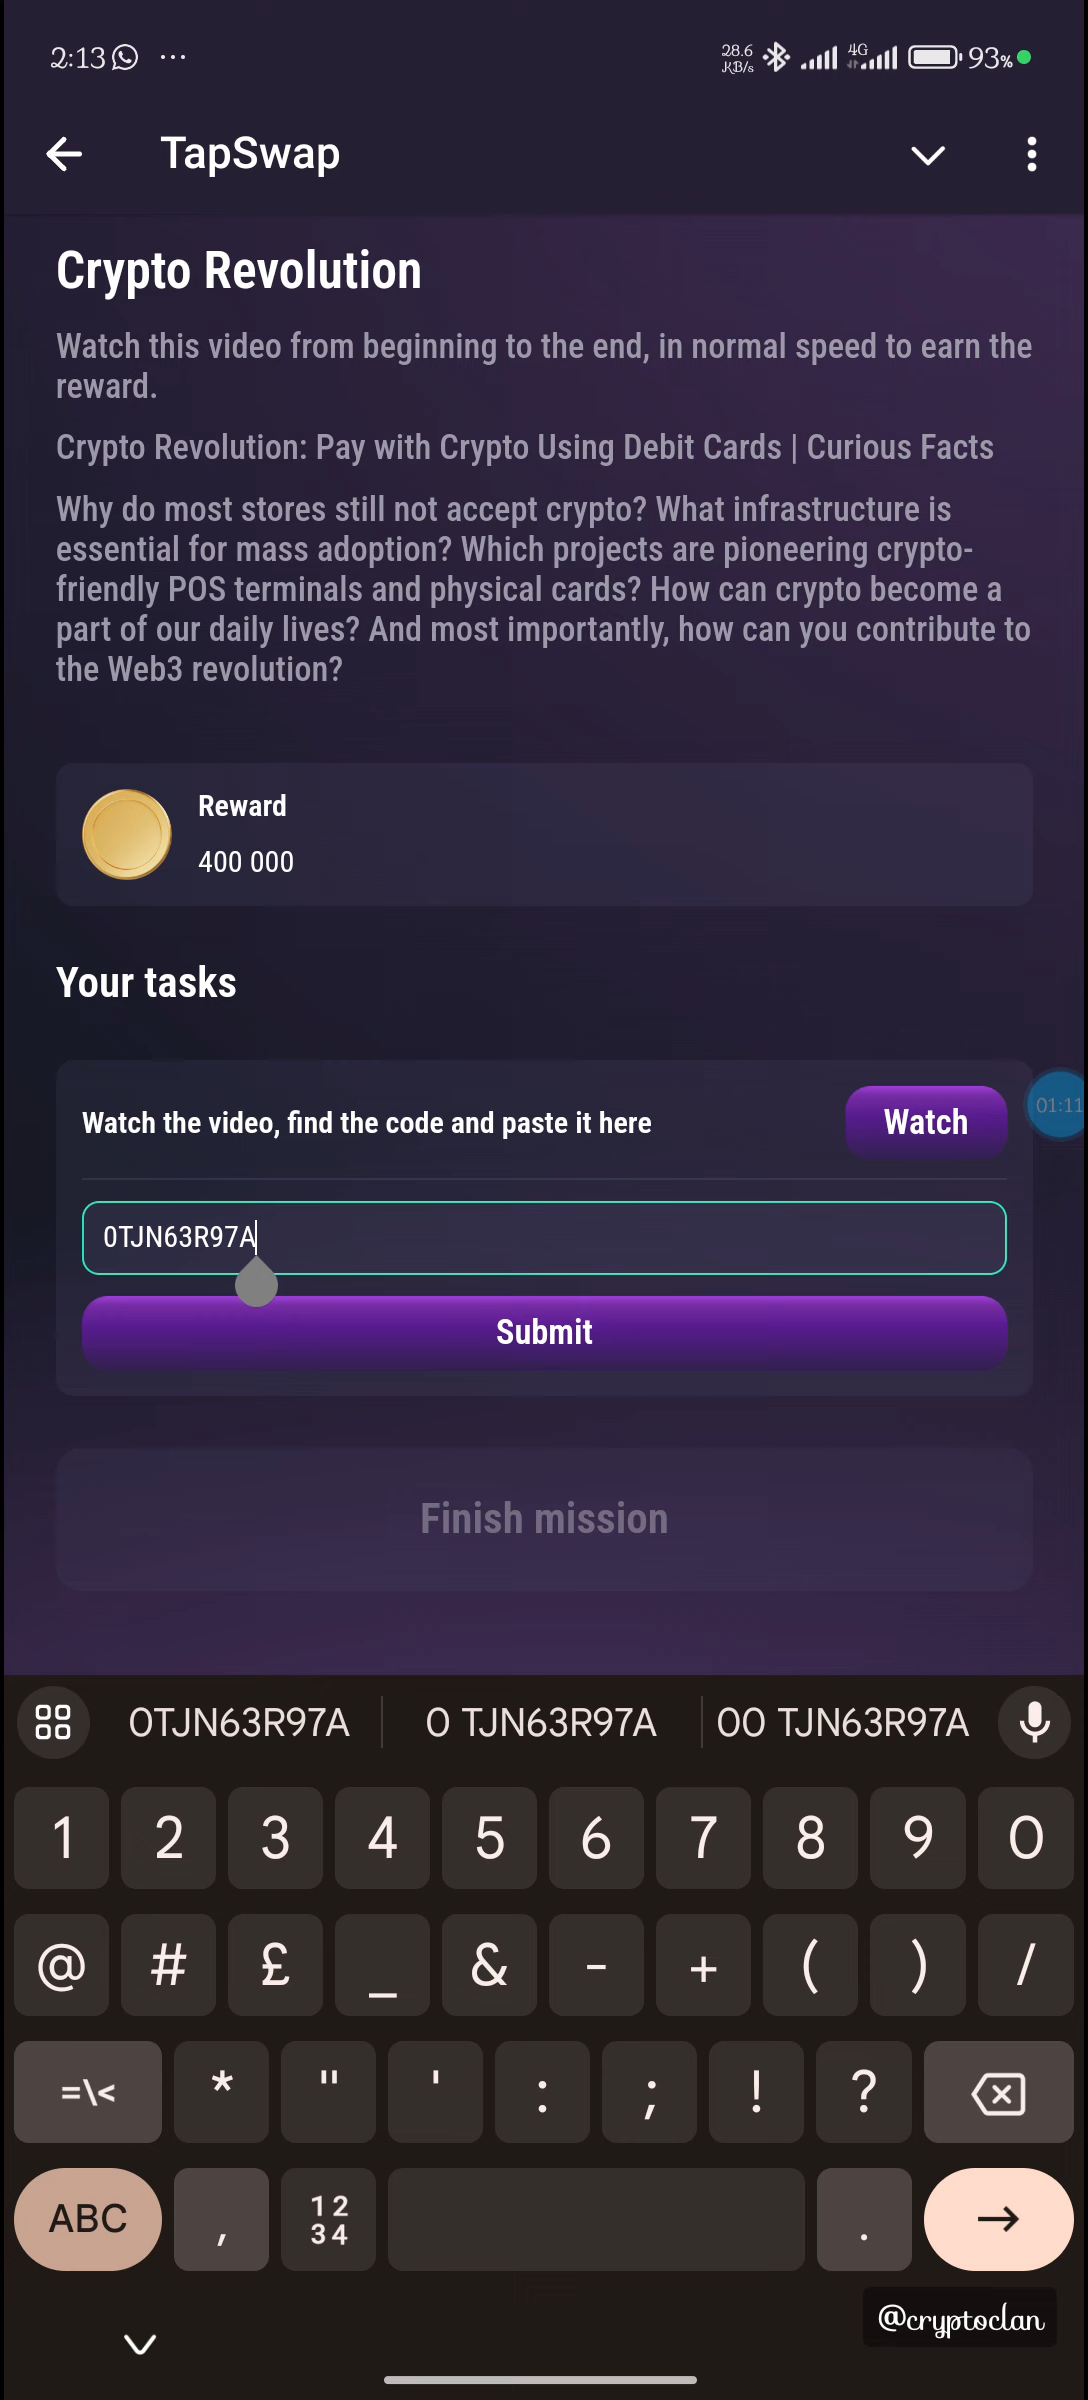 2:13 ...
28.6
KB/s
4G
93%
TapSwap
Crypto Revolution
Watch this video from beginning to the end, in normal speed to earn the
reward.
Crypto Revolution: Pay with Crypto Using Debit Cards | Curious Facts
Why do most stores still not accept crypto? What infrastructure is
essential for mass adoption? Which projects are pioneering crypto-
friendly POS terminals and physical cards? How can crypto become a
part of our daily lives? And most importantly, how can you contribute to
the Web3 revolution?
Reward
400 000
Your tasks
Watch the video, find the code and paste it here
Watch
01:11
0TJN63R97A
Submit
Finish mission
0TJN63R97A 0 TJN63R97A 00 TJN63R97A
1 2 3 4 5 6 7 8 9 0
@ # £ _ & - + ( ) /
=\< * " ' : ; ! ?
ABC , 1 2 3 4 .
@cryptoclan